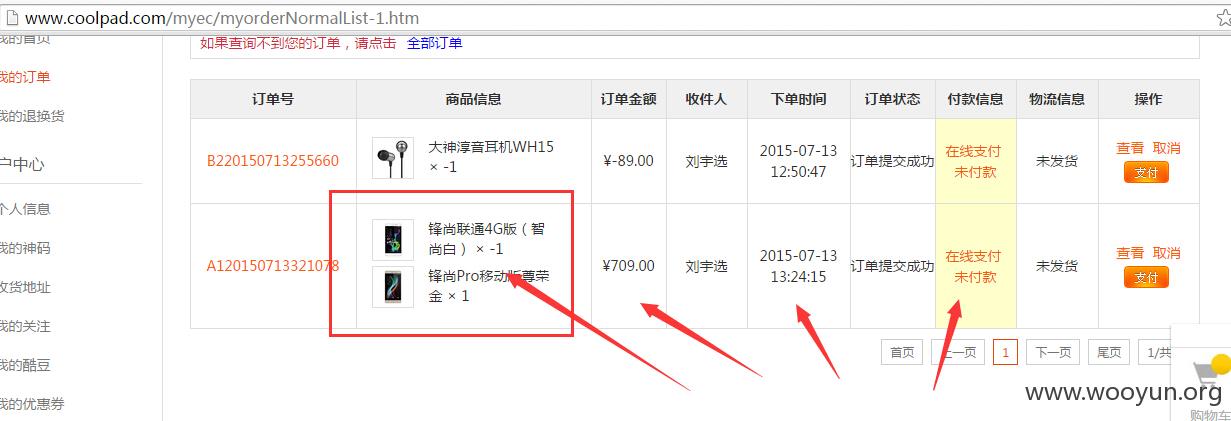 www.coolpad.com/myec/myorderNormalList-1.htm
我的首页
如果查询不到您的订单，请点击 全部订单
我的订单
我的退换货
户中心
个人信息
我的神码
收货地址
我的关注
我的酷豆
我的优惠券
订单号 商品信息 订单金额 收件人 下单时间 订单状态 付款信息 物流信息 操作
B220150713255660
大神淳音耳机WH15
× -1
¥-89.00
刘宇选
2015-07-13
12:50:47
订单提交成功
在线支付
未付款
未发货
查看 取消
支付
A120150713321078
锋尚联通4G版（智
尚白） × -1
锋尚Pro移动版尊荣
金 × 1
¥709.00
刘宇选
2015-07-13
13:24:15
订单提交成功
在线支付
未付款
未发货
查看 取消
支付
首页 上一页 1 下一页 尾页 1/共
www.wooyun.org
购物车